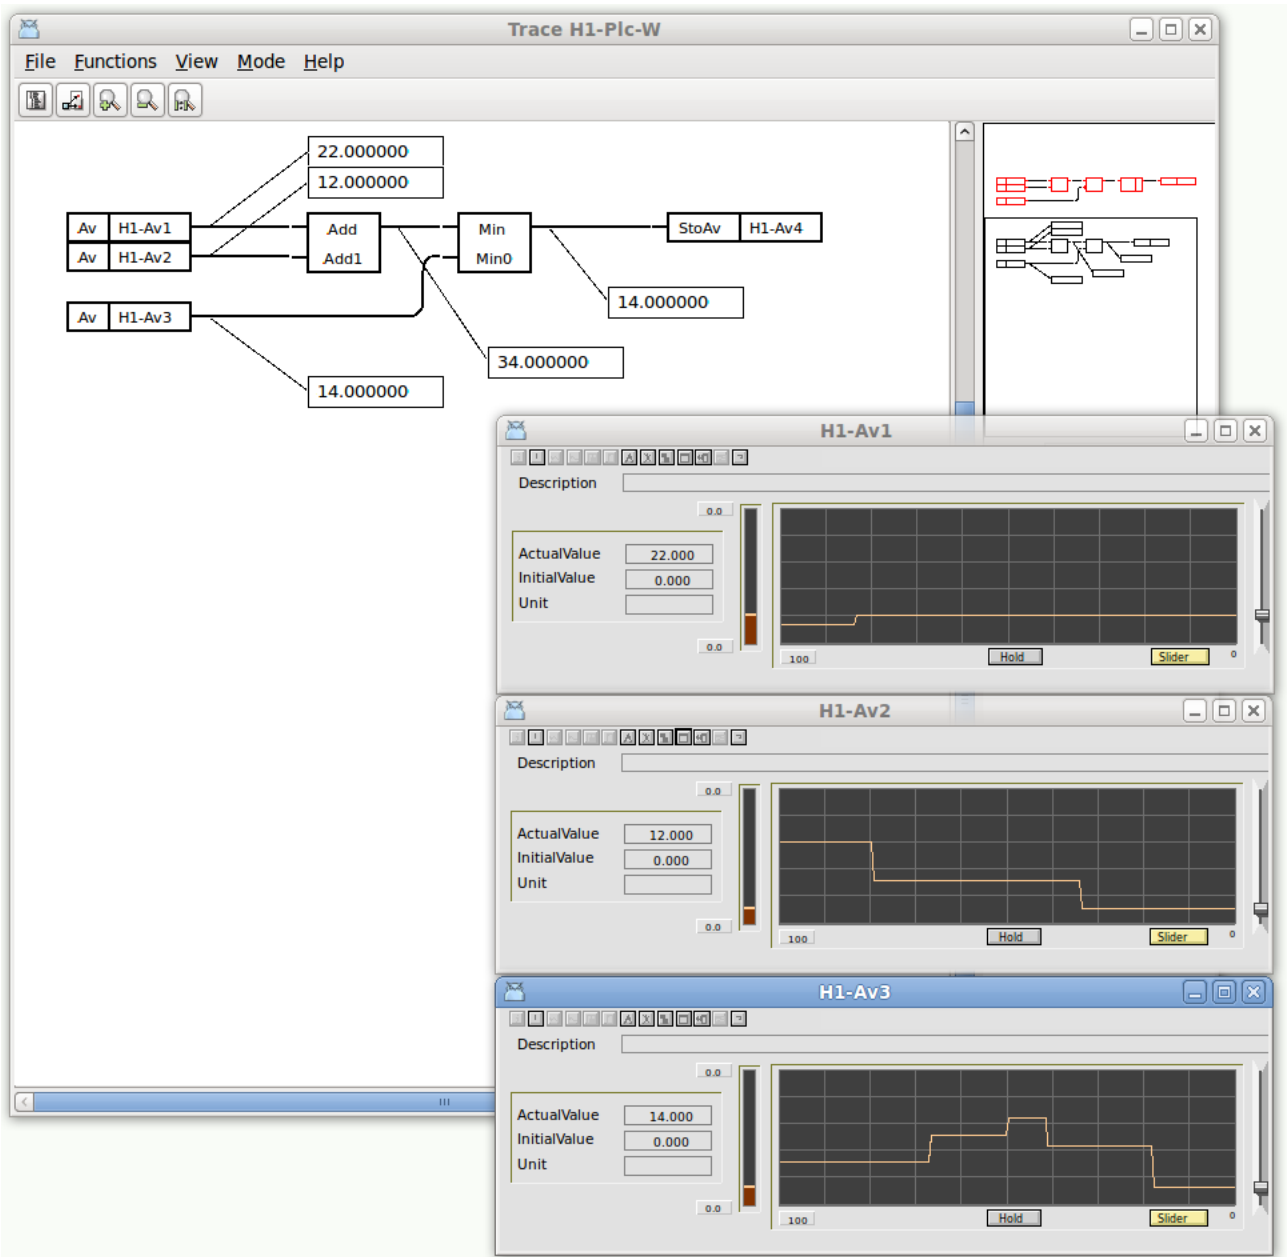 Trace H1-Plc-W
File Functions View Mode Help
22.000000
12.000000
Av H1-Av1
Av H1-Av2
Add
Add1
Min
Min0
StoAv H1-Av4
Av H1-Av3
14.000000
34.000000
14.000000
H1-Av1
Description
0.0
ActualValue 22.000
InitialValue 0.000
Unit
0.0
100 Hold Slider 0
H1-Av2
Description
0.0
ActualValue 12.000
InitialValue 0.000
Unit
0.0
100 Hold Slider 0
H1-Av3
Description
0.0
ActualValue 14.000
InitialValue 0.000
Unit
0.0
100 Hold Slider 0